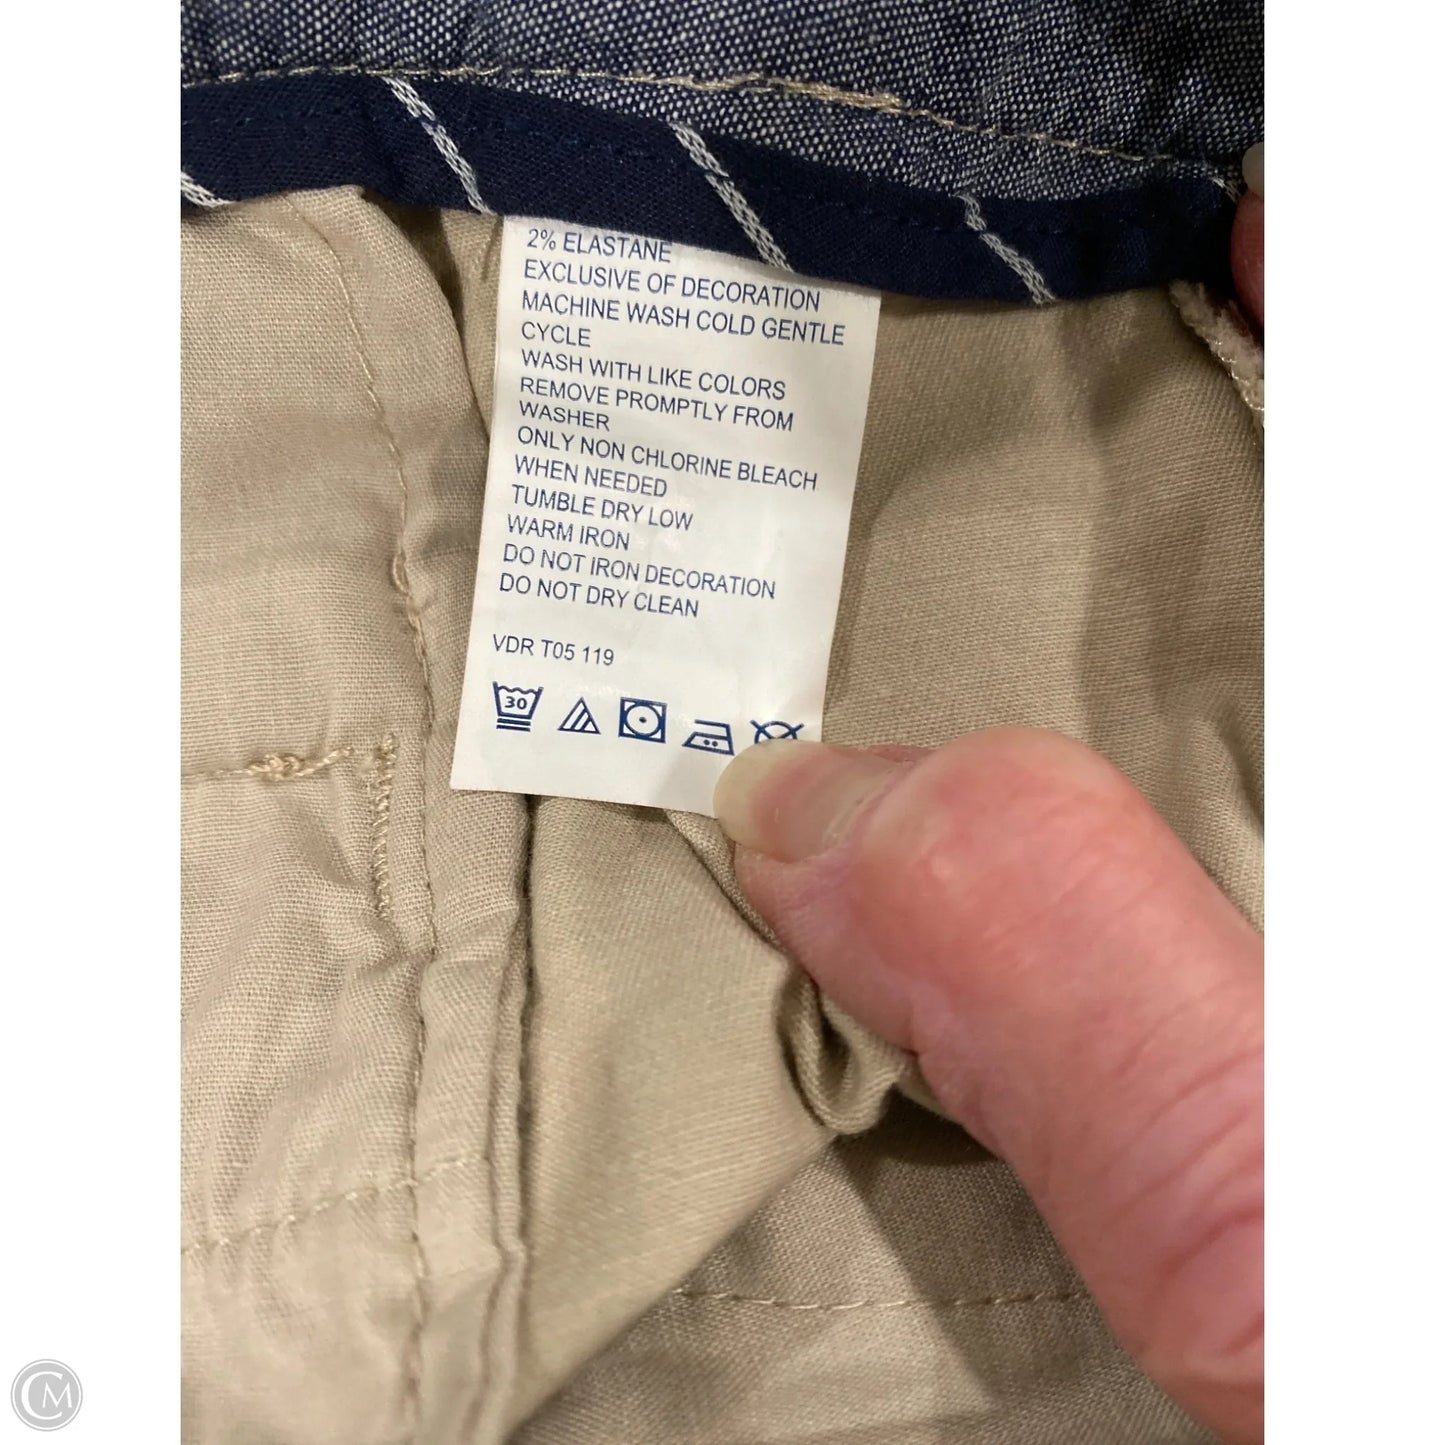 2% ELASTANE
EXCLUSIVE OF DECORATION
MACHINE WASH COLD GENTLE
CYCLE
WASH WITH LIKE COLORS
REMOVE PROMPTLY FROM
WASHER
ONLY NON CHLORINE BLEACH
WHEN NEEDED
TUMBLE DRY LOW
WARM IRON
DO NOT IRON DECORATION
DO NOT DRY CLEAN
VDR T05 119
30
CM